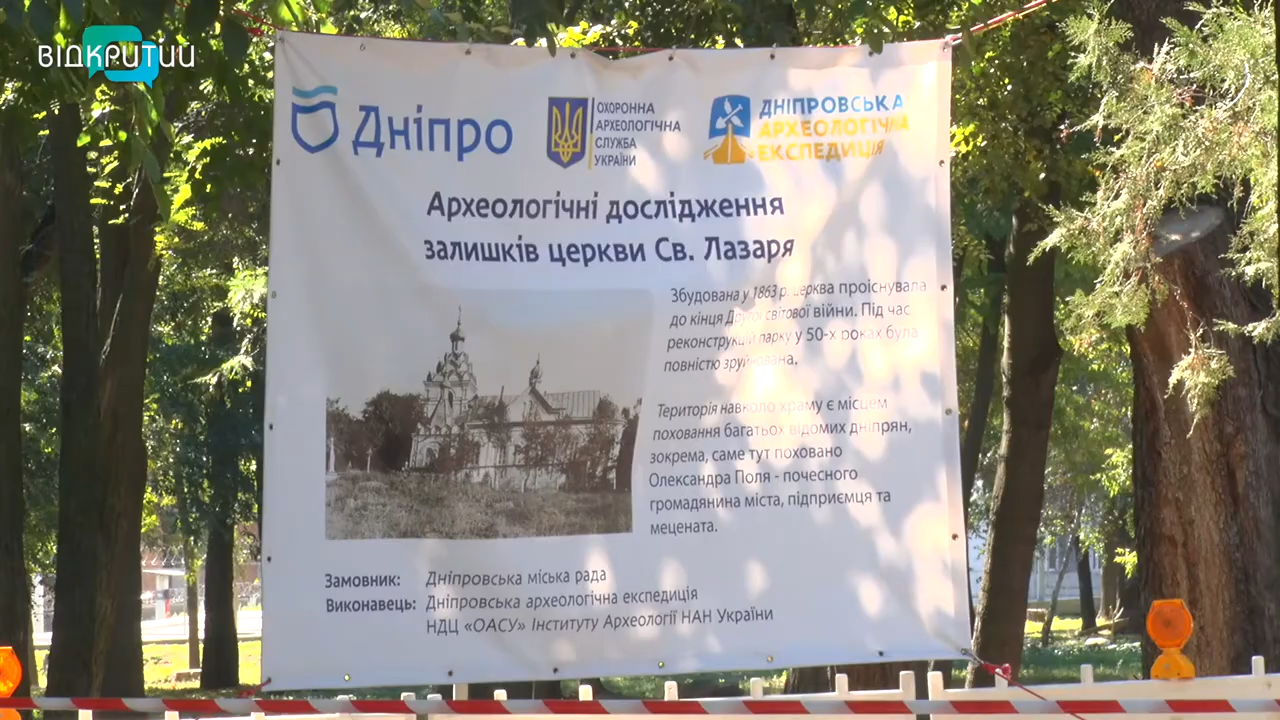 ВІДКРИТИЙ
Дніпро
ОХОРОННА
АРХЕОЛОГІЧНА
СЛУЖБА
УКРАЇНИ
ДНІПРОВСЬКА
АРХЕОЛОГІЧНА
ЕКСПЕДИЦІЯ
Археологічні дослідження
залишків церкви Св. Лазаря
Збудована у 1863 р. церква проіснувала
до кінця Другої світової війни. Під час
реконструкції парку у 50-х роках була
повністю зруйнована.
Територія навколо храму є місцем
поховання багатьох відомих дніпрян,
зокрема, саме тут поховано
Олександра Поля - почесного
громадянина міста, підприємця та
мецената.
Замовник: Дніпровська міська рада
Виконавець: Дніпровська археологічна експедиція
НДЦ «ОАСУ» Інституту Археології НАН України